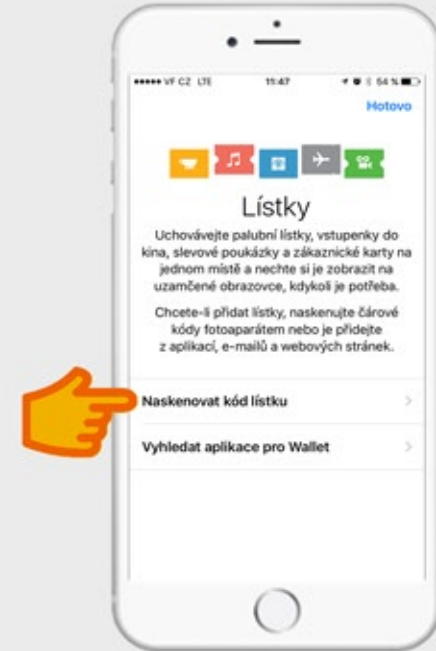 VF CZ LTE 11:47 54 %
Hotovo
Lístky
Uchovávejte palubní lístky, vstupenky do
kina, slevové poukázky a zákaznické karty na
jednom místě a nechte si je zobrazit na
uzamčené obrazovce, kdykoli je potřeba.
Chcete-li přidat lístky, naskenujte čárové
kódy fotoaparátem nebo je přidejte
z aplikací, e-mailů a webových stránek.
Naskenovat kód lístku
Vyhledat aplikace pro Wallet